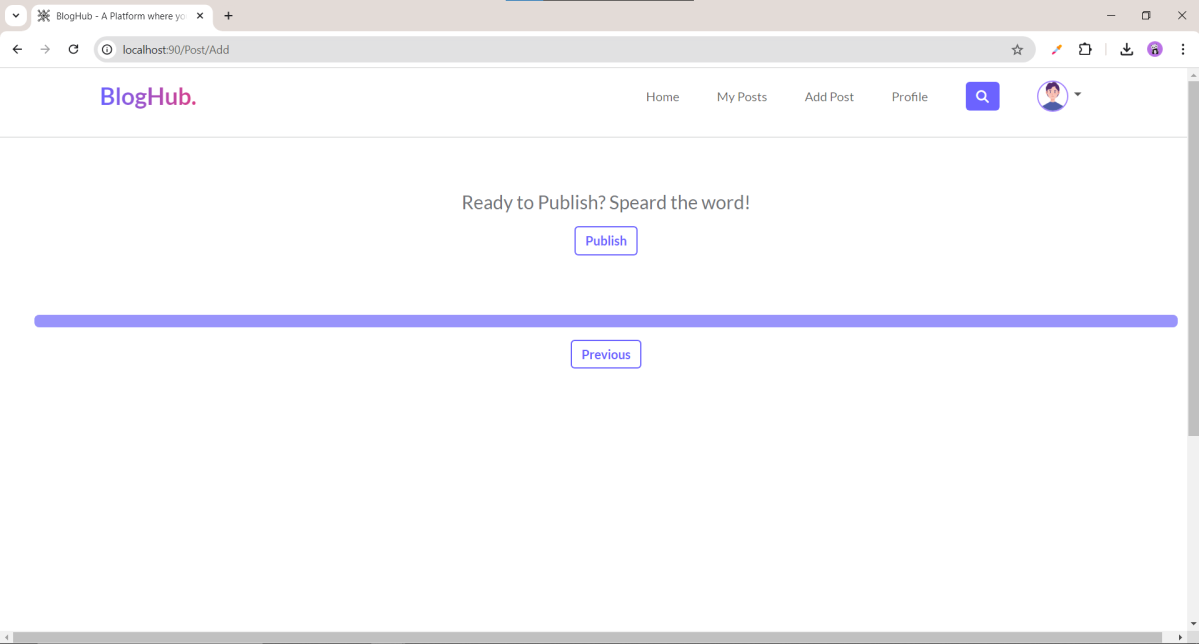 BlogHub - A Platform where yo
localhost:90/Post/Add
BlogHub.
Home
My Posts
Add Post
Profile
Ready to Publish? Speard the word!
Publish
Previous